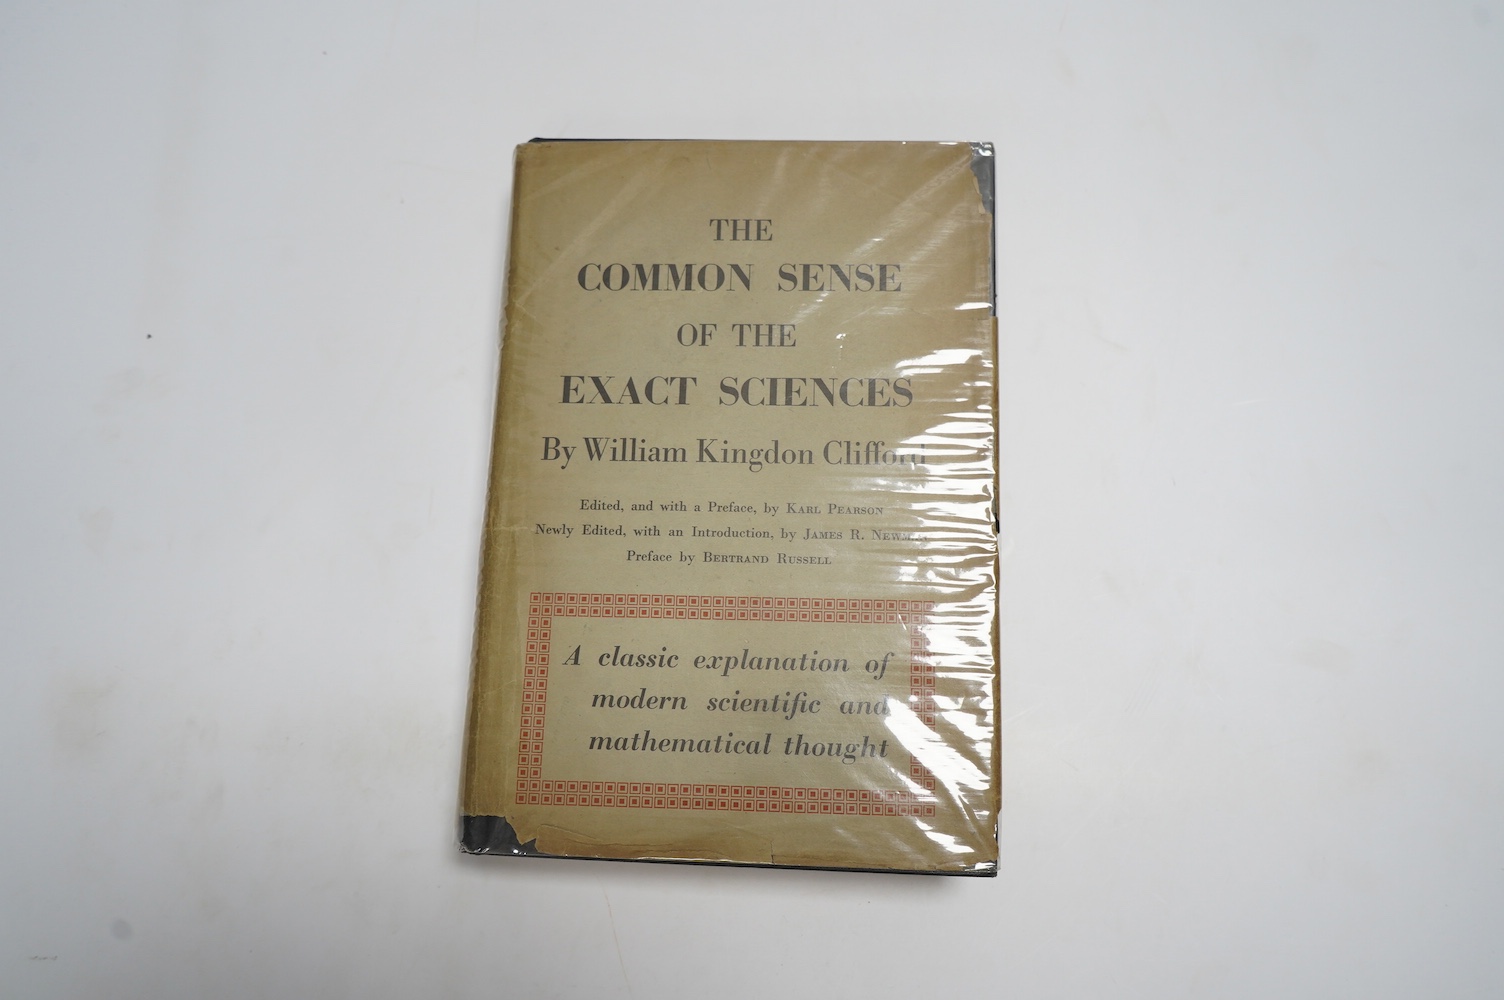 THE
COMMON SENSE
OF THE
EXACT SCIENCES
By William Kingdon Clifford
Edited, and with a Preface, by KARL PEARSON
Newly Edited, with an Introduction, by JAMES R. NEWMAN
Preface by BERTRAND RUSSELL
A classic explanation of
modern scientific and
mathematical thought